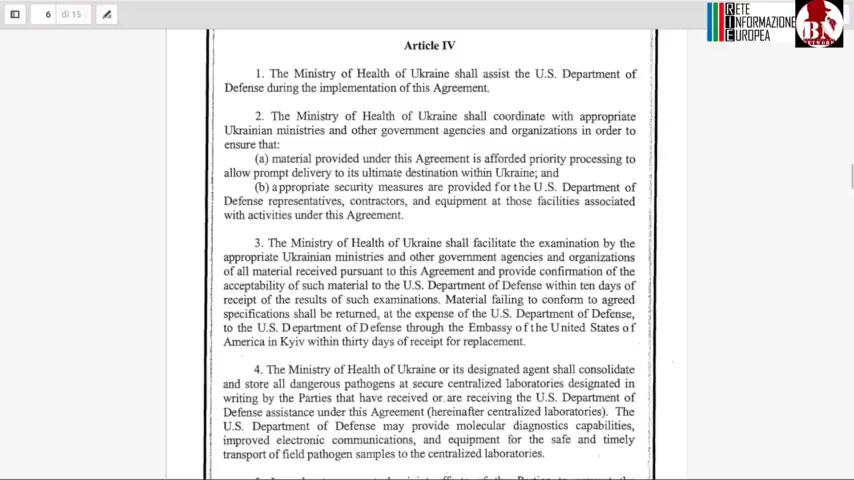 6
di 15
RETE
INFORMAZIONE
EUROPEA
BN
NETWORK
Article IV
1. The Ministry of Health of Ukraine shall assist the U.S. Department of
Defense during the implementation of this Agreement.
2. The Ministry of Health of Ukraine shall coordinate with appropriate
Ukrainian ministries and other government agencies and organizations in order to
ensure that:
(a) material provided under this Agreement is afforded priority processing to
allow prompt delivery to its ultimate destination within Ukraine; and
(b) appropriate security measures are provided for the U.S. Department of
Defense representatives, contractors, and equipment at those facilities associated
with activities under this Agreement.
3. The Ministry of Health of Ukraine shall facilitate the examination by the
appropriate Ukrainian ministries and other government agencies and organizations
of all material received pursuant to this Agreement and provide confirmation of the
acceptability of such material to the U.S. Department of Defense within ten days of
receipt of the results of such examinations. Material failing to conform to agreed
specifications shall be returned, at the expense of the U.S. Department of Defense,
to the U.S. Department of Defense through the Embassy of the United States of
America in Kyiv within thirty days of receipt for replacement.
4. The Ministry of Health of Ukraine or its designated agent shall consolidate
and store all dangerous pathogens at secure centralized laboratories designated in
writing by the Parties that have received or are receiving the U.S. Department of
Defense assistance under this Agreement (hereinafter centralized laboratories). The
U.S. Department of Defense may provide molecular diagnostics capabilities,
improved electronic communications, and equipment for the safe and timely
transport of field pathogen samples to the centralized laboratories.